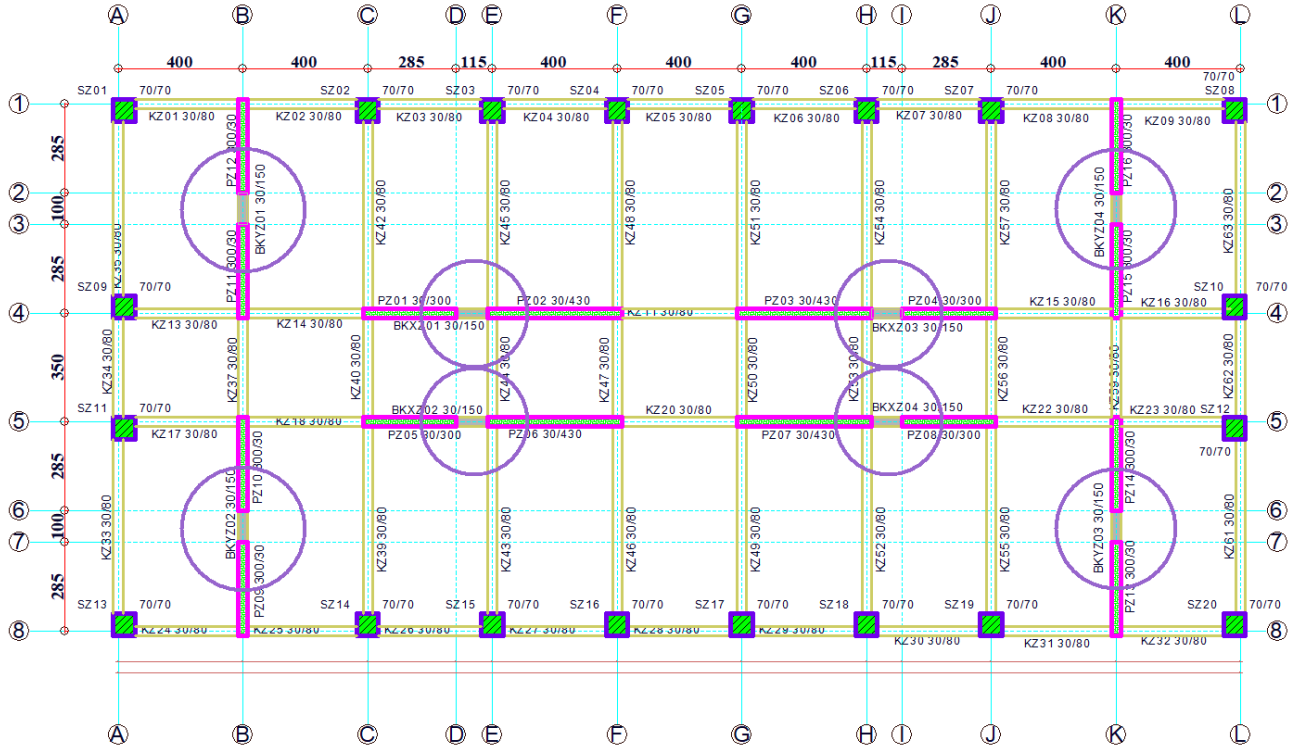 A B C D E F G H I J K L
400 400 285 115 400 400 400 115 285 400 400
70/70
SZ01 70/70 SZ02 70/70 SZ03 70/70 SZ04 70/70 SZ05 70/70 SZ06 70/70 SZ07 70/70 SZ08
1 1
KZ01 30/80 KZ02 30/80 KZ03 30/80 KZ04 30/80 KZ05 30/80 KZ06 30/80 KZ07 30/80 KZ08 30/80 KZ09 30/80
285
PZ12 300/30 PZ16 300/30
2 2
100
BKYZ01 30/150 BKYZ04 30/150
KZ42 30/80 KZ45 30/80 KZ48 30/80 KZ51 30/80 KZ54 30/80 KZ57 30/80 KZ63 30/80
3 3
KZ35 30/80
285
PZ11 300/30 PZ15 300/30
SZ09 70/70 SZ10 70/70
PZ01 30/300 PZ02 30/430 PZ03 30/430 PZ04 30/300 KZ15 30/80 KZ16 30/80
4 4
KZ11 30/80
KZ13 30/80 KZ14 30/80 BKXZ01 30/150 BKXZ03 30/150
350
KZ34 30/80 KZ37 30/80 KZ40 30/80 KZ44 30/80 KZ47 30/80 KZ50 30/80 KZ53 30/80 KZ56 30/80 KZ59 30/80 KZ62 30/80
SZ11 70/70 BKXZ02 30/150 KZ20 30/80 BKXZ04 30/150 KZ22 30/80 KZ23 30/80 SZ12
5 5
KZ18 30/80
KZ17 30/80 PZ05 30/300 PZ06 30/430 PZ07 30/430 PZ08 30/300
70/70
285
PZ10 300/30 PZ14 300/30
BKYZ02 30/150 BKYZ03 30/150
6 6
100
KZ33 30/80 KZ39 30/80 KZ43 30/80 KZ46 30/80 KZ49 30/80 KZ52 30/80 KZ55 30/80 KZ61 30/80
7 7
285
PZ09 300/30 PZ13 300/30
SZ13 70/70 SZ14 70/70 SZ15 70/70 SZ16 70/70 SZ17 70/70 SZ18 70/70 SZ19 70/70 SZ20 70/70
8 8
KZ24 30/80 KZ25 30/80 KZ26 30/80 KZ27 30/80 KZ28 30/80 KZ29 30/80
KZ30 30/80 KZ31 30/80 KZ32 30/80
A B C D E F G H I J K L